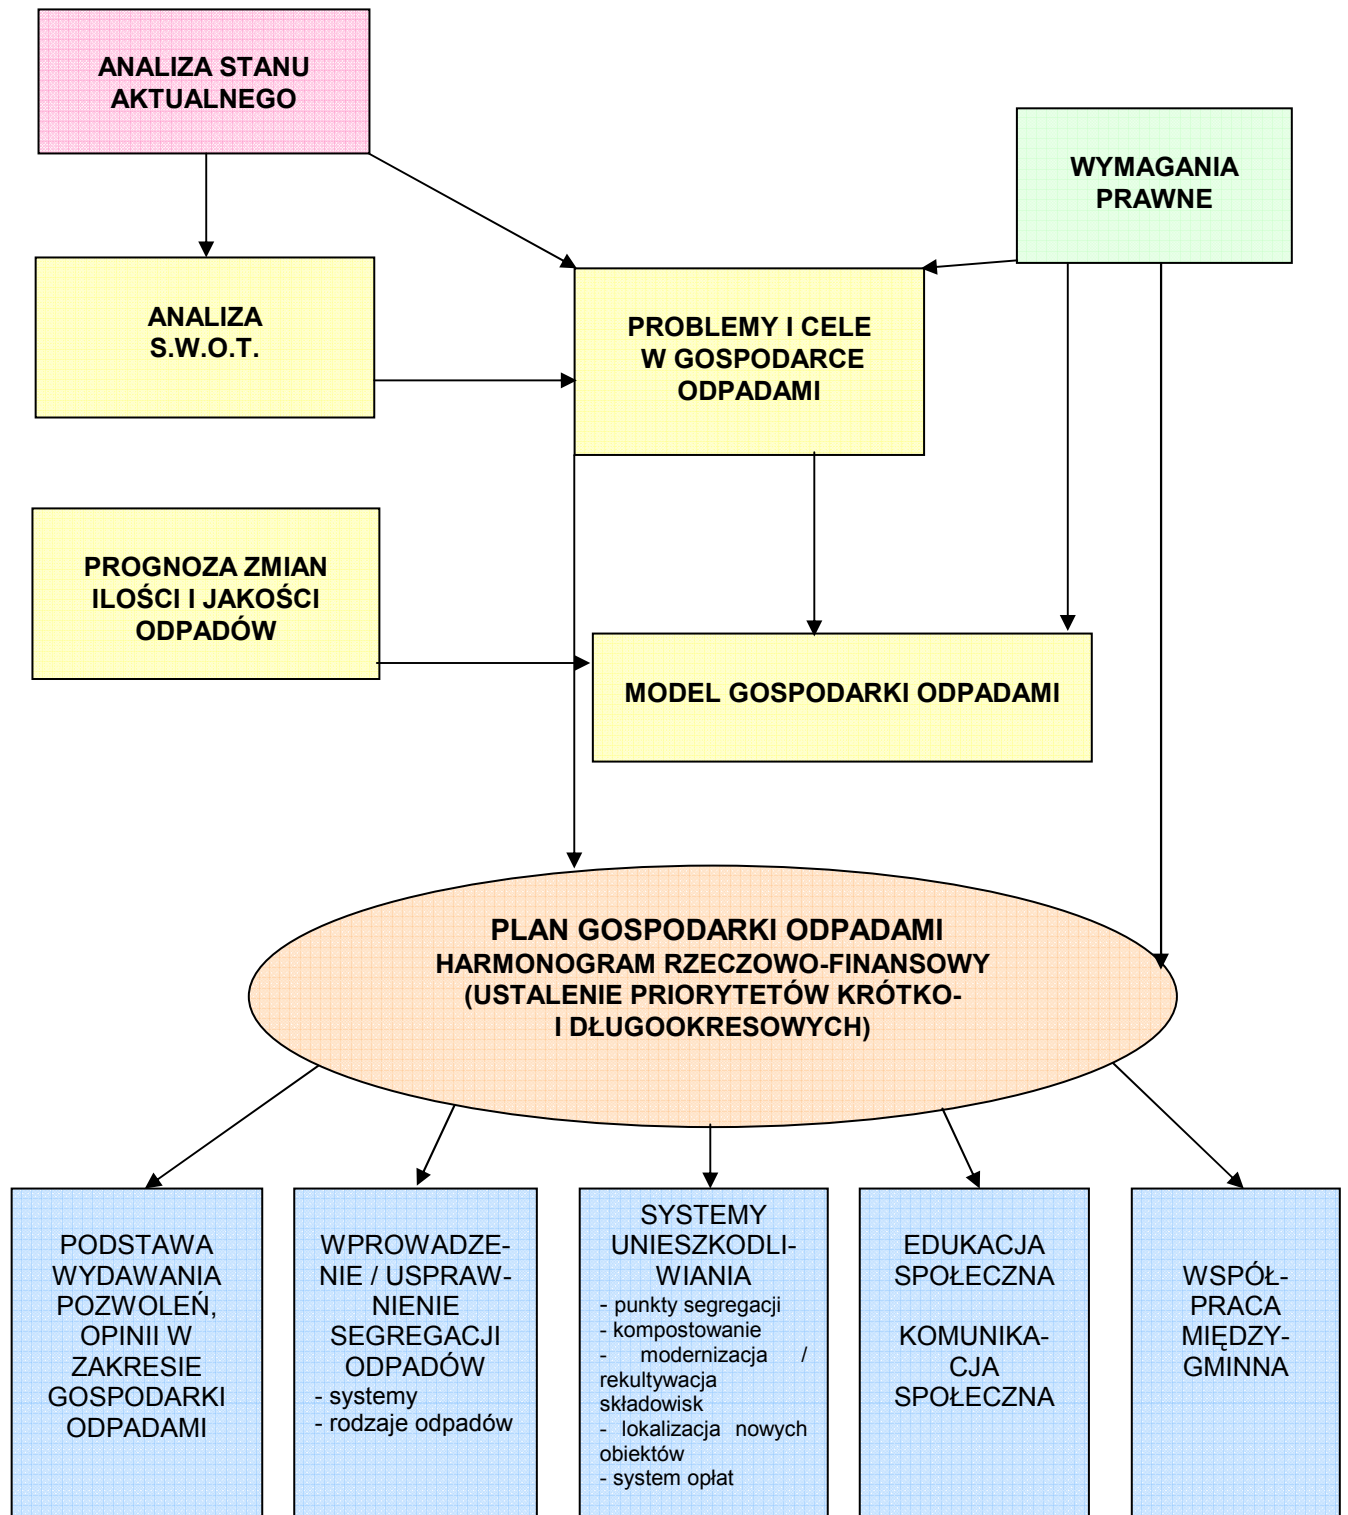 ANALIZA STANU
AKTUALNEGO
WYMAGANIA
PRAWNE
ANALIZA
S.W.O.T.
PROBLEMY I CELE
W GOSPODARCE
ODPADAMI
PROGNOZA ZMIAN
ILOŚCI I JAKOŚCI
ODPADÓW
MODEL GOSPODARKI ODPADAMI
PLAN GOSPODARKI ODPADAMI
HARMONOGRAM RZECZOWO-FINANSOWY
(USTALENIE PRIORYTETÓW KRÓTKO-
I DŁUGOOKRESOWYCH)
PODSTAWA
WYDAWANIA
POZWOLEŃ,
OPINII W
ZAKRESIE
GOSPODARKI
ODPADAMI
WPROWADZE-
NIE / USPRAW-
NIENIE
SEGREGACJI
ODPADÓW
- systemy
- rodzaje odpadów
SYSTEMY
UNIESZKODLI-
WIANIA
- punkty segregacji
- kompostowanie
- modernizacja /
rekultywacja
składowisk
- lokalizacja nowych
obiektów
- system opłat
EDUKACJA
SPOŁECZNA
KOMUNIKA-
CJA
SPOŁECZNA
WSPÓŁ-
PRACA
MIĘDZY-
GMINNA